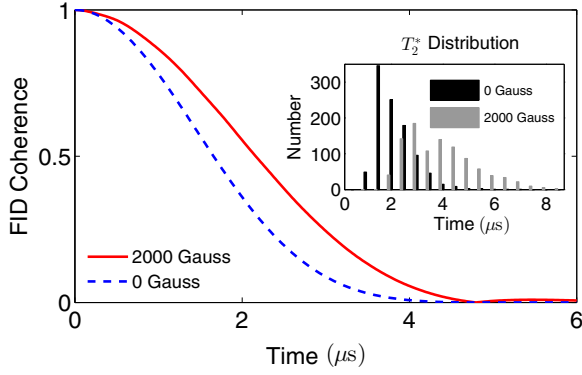 1
0.5
0
FID Coherence
0
2
4
6
Time (μs)
2000 Gauss
0 Gauss
T₂* Distribution
300
200
100
0
Number
0 Gauss
2000 Gauss
0
2
4
6
8
Time (μs)